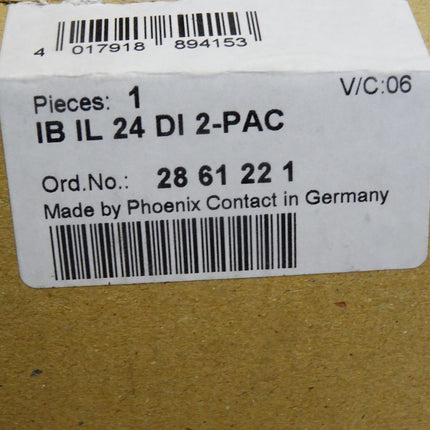 4 017918 894153
Pieces: 1 V/C:06
IB IL 24 DI 2-PAC
Ord.No.: 28 61 22 1
Made by Phoenix Contact in Germany